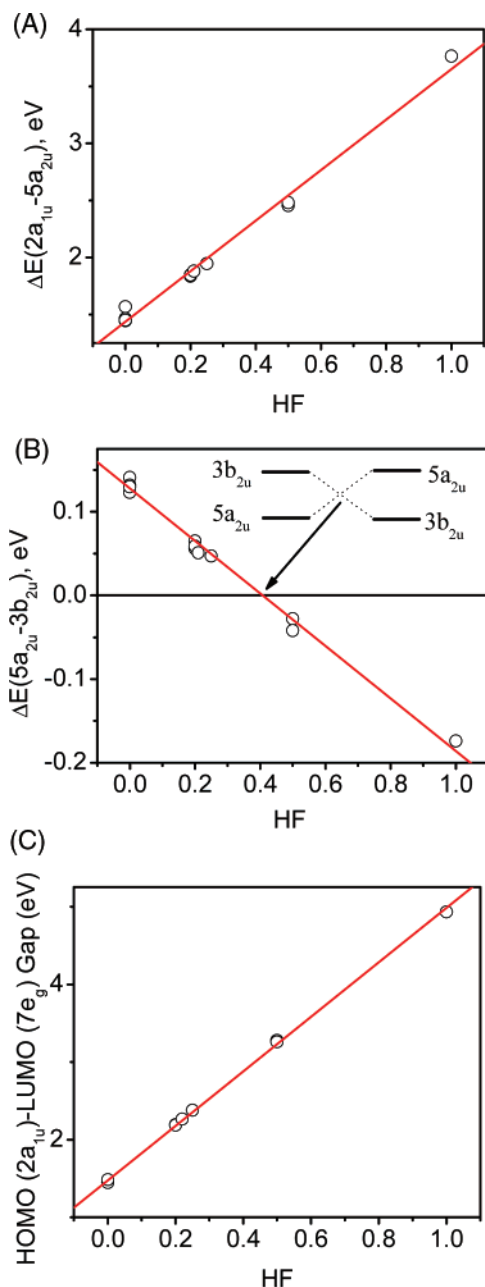 (A)
4
3
2
0.0 0.2 0.4 0.6 0.8 1.0
HF
ΔE(2a1u-5a2u), eV
(B)
3b2u 5a2u
5a2u 3b2u
0.1
0.0
-0.1
-0.2
0.0 0.2 0.4 0.6 0.8 1.0
HF
ΔE(5a2u-3b2u), eV
(C)
4
2
0.0 0.2 0.4 0.6 0.8 1.0
HF
HOMO (2a1u)-LUMO (7eg) Gap (eV)